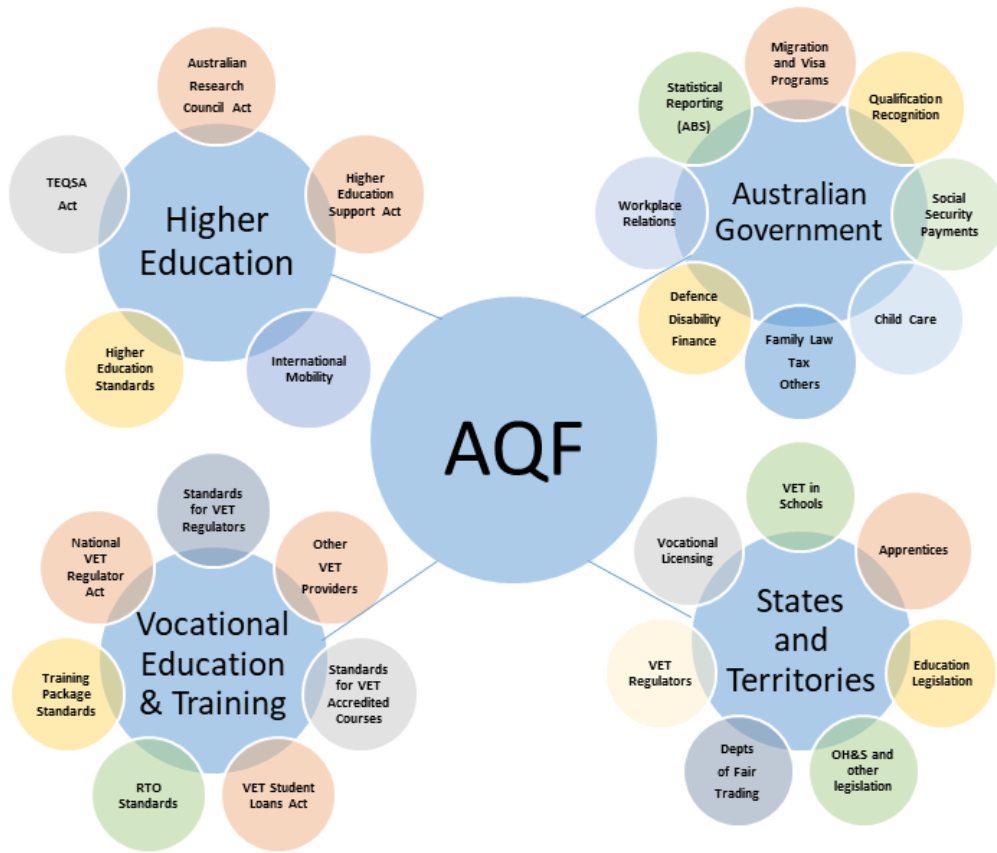 Australian
Research
Council Act
TEQSA
Act
Higher
Education
Support Act
Higher
Education
Higher
Education
Standards
International
Mobility
Migration
and Visa
Programs
Statistical
Reporting
(ABS)
Qualification
Recognition
Workplace
Relations
Australian
Government
Social
Security
Payments
Defence
Disability
Finance
Family Law
Tax
Others
Child Care
AQF
Standards
for VET
Regulators
National
VET
Regulator
Act
Other
VET
Providers
Vocational
Education
& Training
Training
Package
Standards
Standards
for VET
Accredited
Courses
RTO
Standards
VET Student
Loans Act
VET in
Schools
Vocational
Licensing
Apprentices
States
and
Territories
VET
Regulators
Education
Legislation
Depts
of Fair
Trading
OH&S and
other
legislation